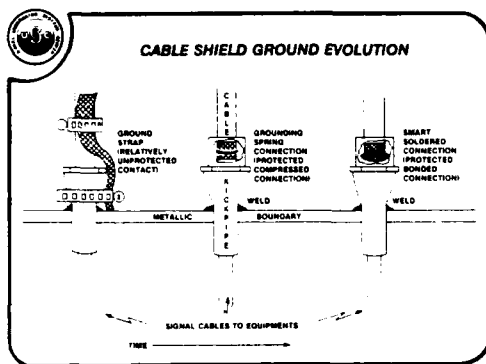 CABLE SHIELD GROUND EVOLUTION
GROUND
STRAP
(RELATIVELY
UNPROTECTED
CONTACT)
CABLE
GROUNDING
SPRING
CONNECTION
(PROTECTED
COMPRESSED
CONNECTION)
SMART
SOLDERED
CONNECTION
(PROTECTED
BONDED
CONNECTION)
KICKPIPE
WELD
WELD
METALLIC
BOUNDARY
SIGNAL CABLES TO EQUIPMENTS
TIME